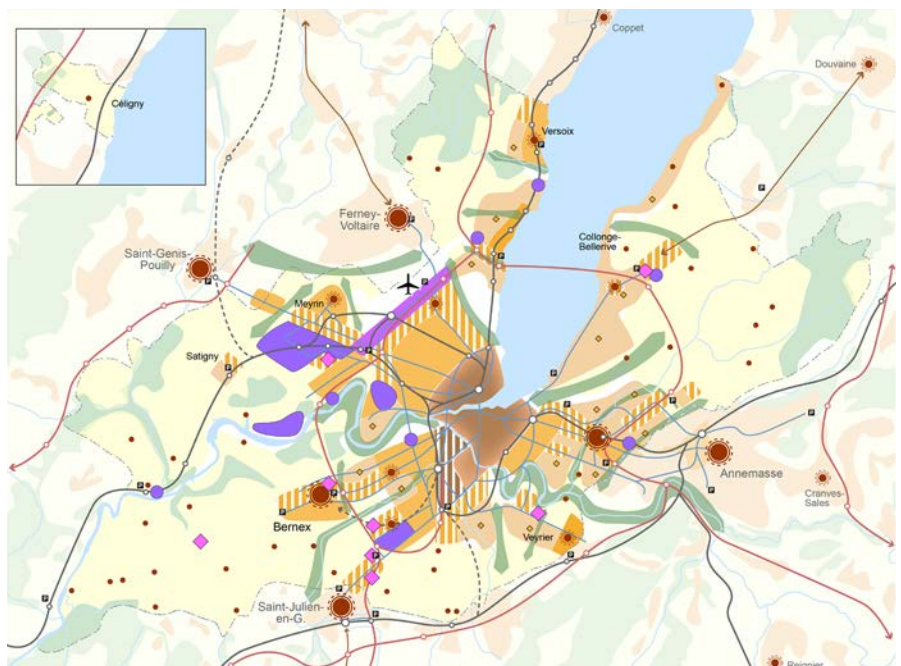 Coppet
Douvaine
Céligny
Versoix
Ferney-
Voltaire
Collonge-
Bellerive
Saint-Genis-
Pouilly
Meyrin
Satigny
Annemasse
Cranves-
Sales
Bernex
Veyrier
Saint-Julien-
en-G.
Reignier